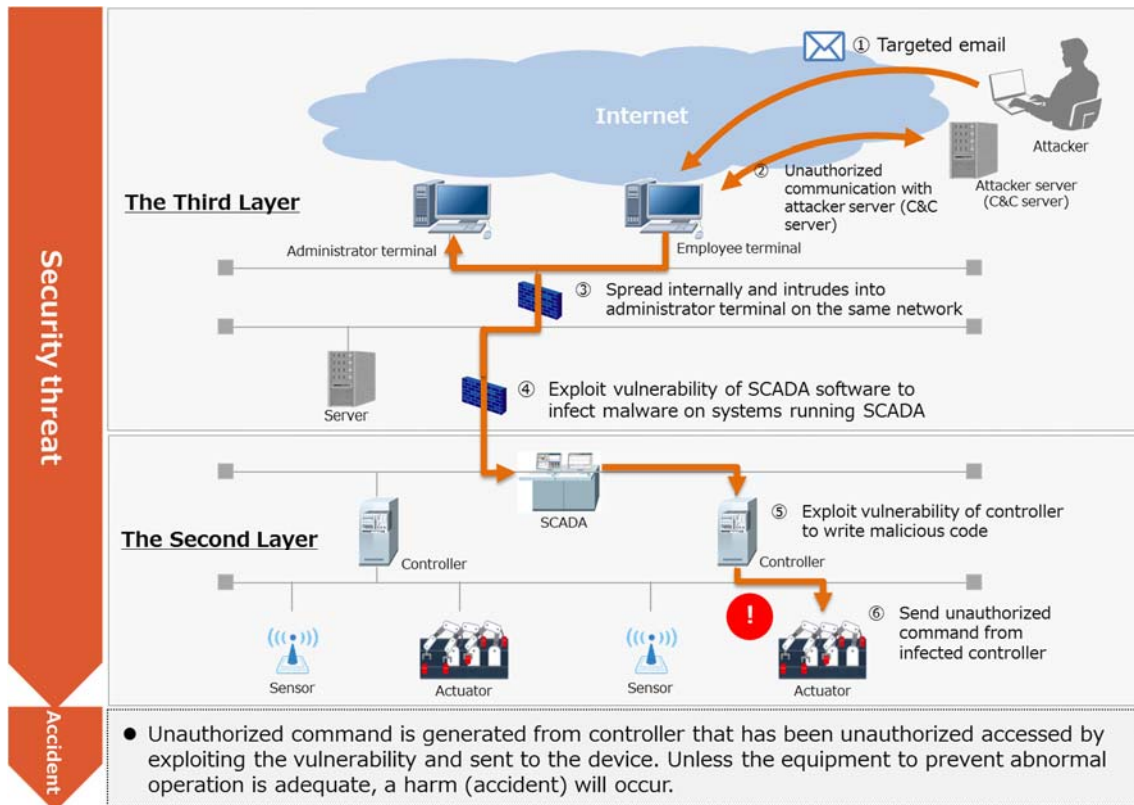 Security threat
Accident
① Targeted email
Internet
Attacker
② Unauthorized
communication with
attacker server (C&C
server)
Attacker server
(C&C server)
The Third Layer
Administrator terminal
Employee terminal
③ Spread internally and intrudes into
administrator terminal on the same network
Server
④ Exploit vulnerability of SCADA software to
infect malware on systems running SCADA
SCADA
⑤ Exploit vulnerability of controller
to write malicious code
The Second Layer
Controller
Controller
!
⑥ Send unauthorized
command from
infected controller
Sensor
Actuator
Sensor
Actuator
● Unauthorized command is generated from controller that has been unauthorized accessed by
exploiting the vulnerability and sent to the device. Unless the equipment to prevent abnormal
operation is adequate, a harm (accident) will occur.